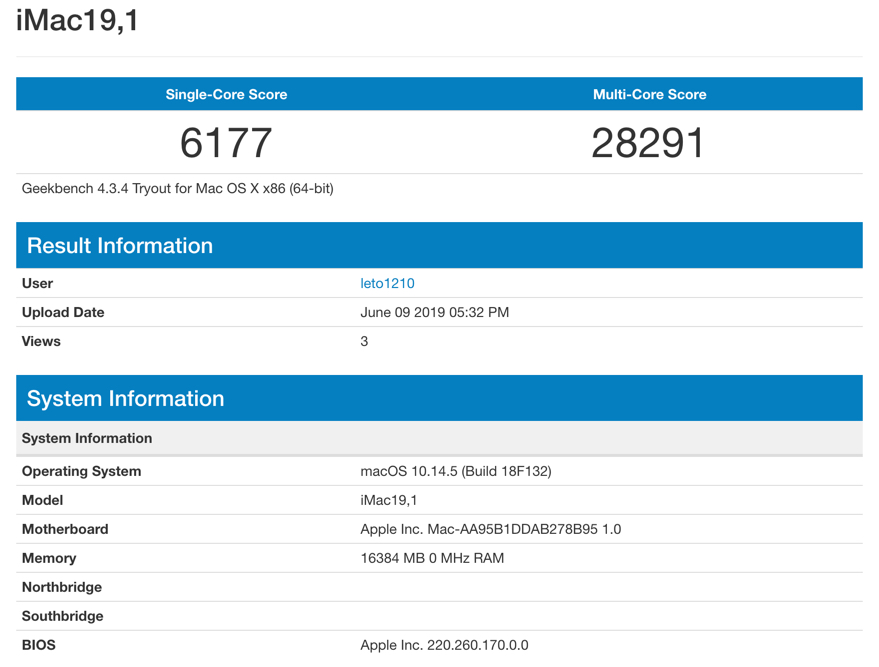 iMac19,1
Single-Core Score Multi-Core Score
6177 28291
Geekbench 4.3.4 Tryout for Mac OS X x86 (64-bit)
Result Information
User leto1210
Upload Date June 09 2019 05:32 PM
Views 3
System Information
System Information
Operating System macOS 10.14.5 (Build 18F132)
Model iMac19,1
Motherboard Apple Inc. Mac-AA95B1DDAB278B95 1.0
Memory 16384 MB 0 MHz RAM
Northbridge
Southbridge
BIOS Apple Inc. 220.260.170.0.0